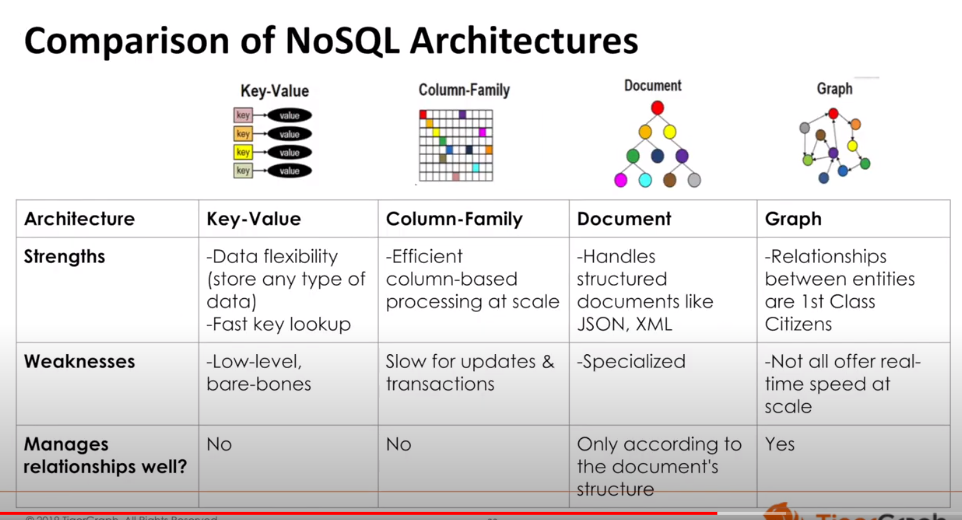 Comparison of NoSQL Architectures
Key-Value
Column-Family
Document
Graph
key value
key value
key value
key value
Architecture
Key-Value
Column-Family
Document
Graph
Strengths
-Data flexibility
(store any type of
data)
-Fast key lookup
-Efficient
column-based
processing at scale
-Handles
structured
documents like
JSON, XML
-Relationships
between entities
are 1st Class
Citizens
Weaknesses
-Low-level,
bare-bones
Slow for updates &
transactions
-Specialized
-Not all offer real-
time speed at
scale
Manages
relationships well?
No
No
Only according to
the document's
structure
Yes
© 2019 TigerGraph. All Rights Reserved
TigerGraph